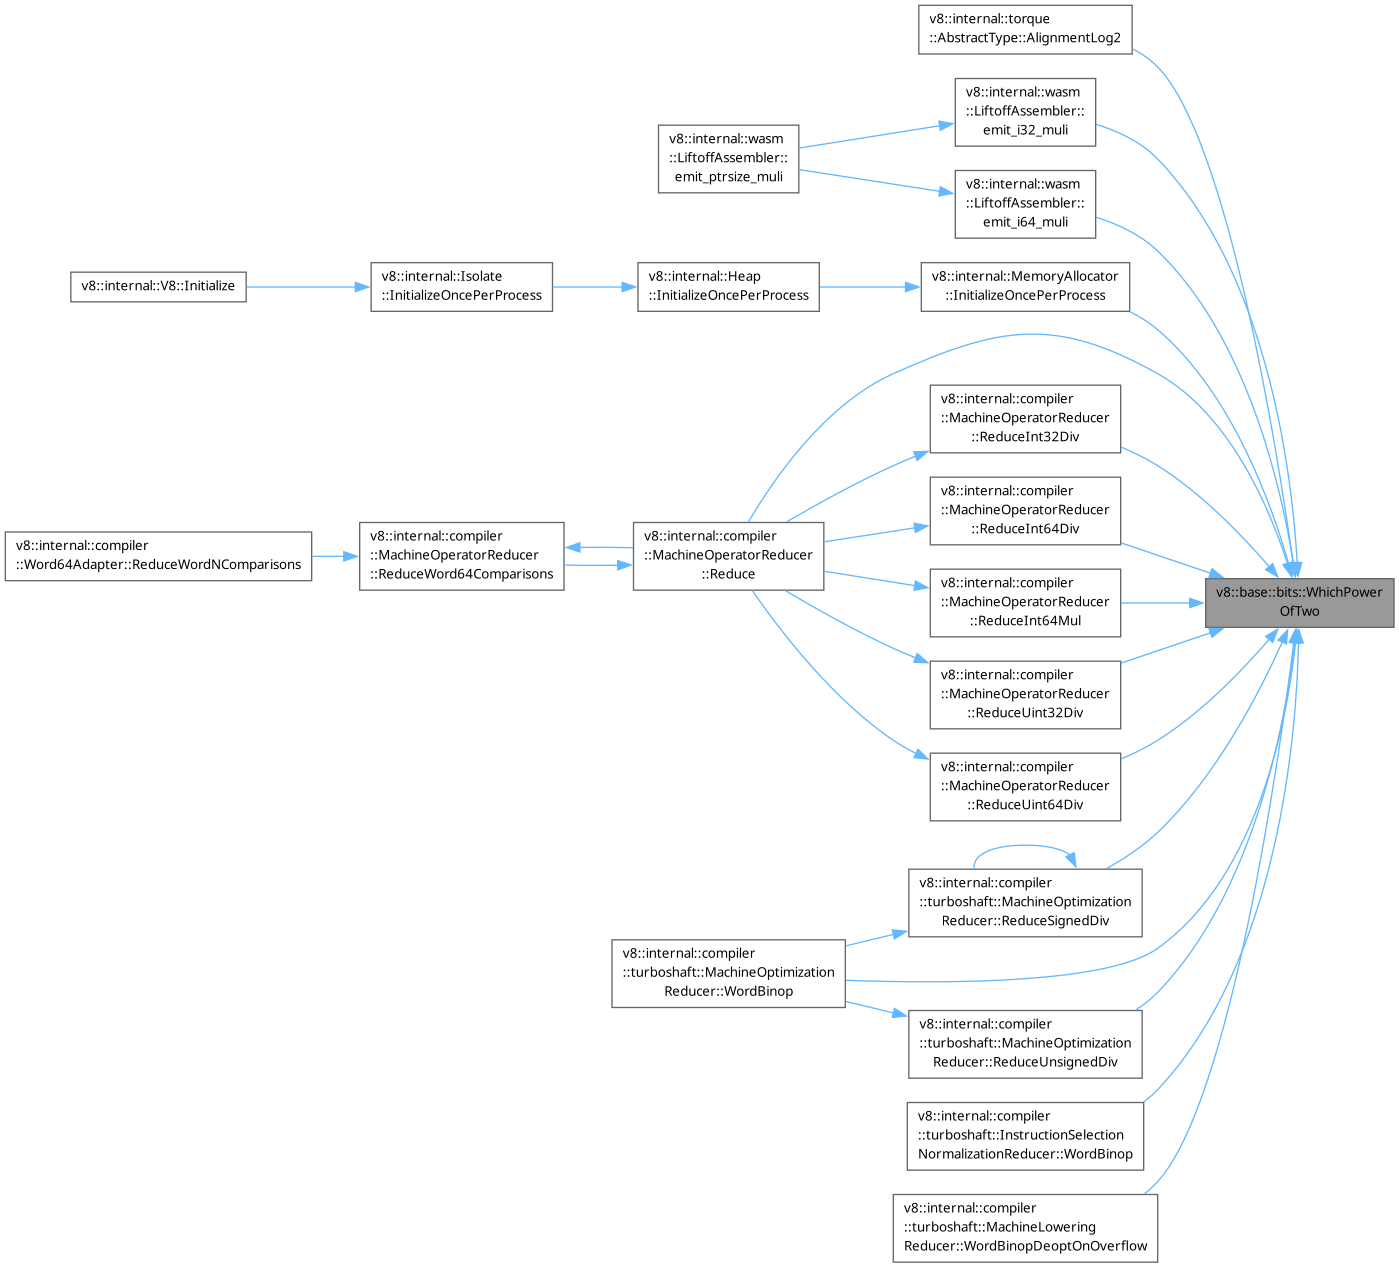 v8::internal::torque
::AbstractType::AlignmentLog2
v8::internal::wasm
::LiftoffAssembler::
emit_i32_muli
v8::internal::wasm
::LiftoffAssembler::
emit_ptrsize_muli
v8::internal::wasm
::LiftoffAssembler::
emit_i64_muli
v8::internal::V8::Initialize
v8::internal::Isolate
::InitializeOncePerProcess
v8::internal::Heap
::InitializeOncePerProcess
v8::internal::MemoryAllocator
::InitializeOncePerProcess
v8::internal::compiler
::MachineOperatorReducer
::ReduceInt32Div
v8::internal::compiler
::MachineOperatorReducer
::ReduceInt64Div
v8::internal::compiler
::Word64Adapter::ReduceWordNComparisons
v8::internal::compiler
::MachineOperatorReducer
::ReduceWord64Comparisons
v8::internal::compiler
::MachineOperatorReducer
::Reduce
v8::internal::compiler
::MachineOperatorReducer
::ReduceInt64Mul
v8::base::bits::WhichPower
OfTwo
v8::internal::compiler
::MachineOperatorReducer
::ReduceUint32Div
v8::internal::compiler
::MachineOperatorReducer
::ReduceUint64Div
v8::internal::compiler
::turboshaft::MachineOptimization
Reducer::ReduceSignedDiv
v8::internal::compiler
::turboshaft::MachineOptimization
Reducer::WordBinop
v8::internal::compiler
::turboshaft::MachineOptimization
Reducer::ReduceUnsignedDiv
v8::internal::compiler
::turboshaft::InstructionSelection
NormalizationReducer::WordBinop
v8::internal::compiler
::turboshaft::MachineLowering
Reducer::WordBinopDeoptOnOverflow